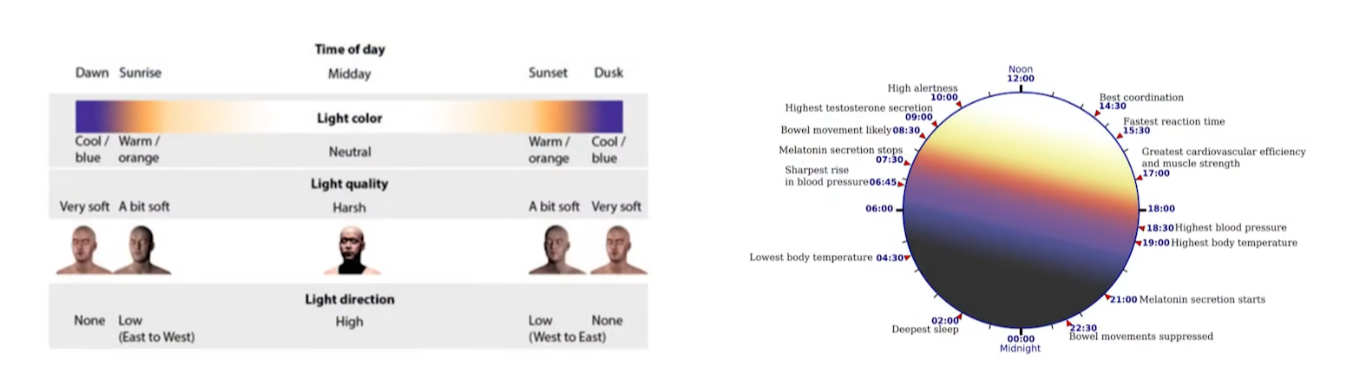 Time of day
Dawn Sunrise Midday Sunset Dusk
Light color
Cool / Warm / Neutral Warm / Cool /
blue orange orange blue
Light quality
Very soft A bit soft Harsh A bit soft Very soft
Light direction
None Low High Low None
(East to West) (West to East)
Noon
12:00
Best coordination
14:30
Fastest reaction time
15:30
Greatest cardiovascular efficiency
and muscle strength
17:00
18:00
18:30 Highest blood pressure
19:00 Highest body temperature
21:00 Melatonin secretion starts
22:30
Bowel movements suppressed
00:00
Midnight
02:00
Deepest sleep
Lowest body temperature 04:30
06:00
Sharpest rise
in blood pressure 06:45
Melatonin secretion stops
07:30
Bowel movement likely 08:30
Highest testosterone secretion
09:00
High alertness
10:00